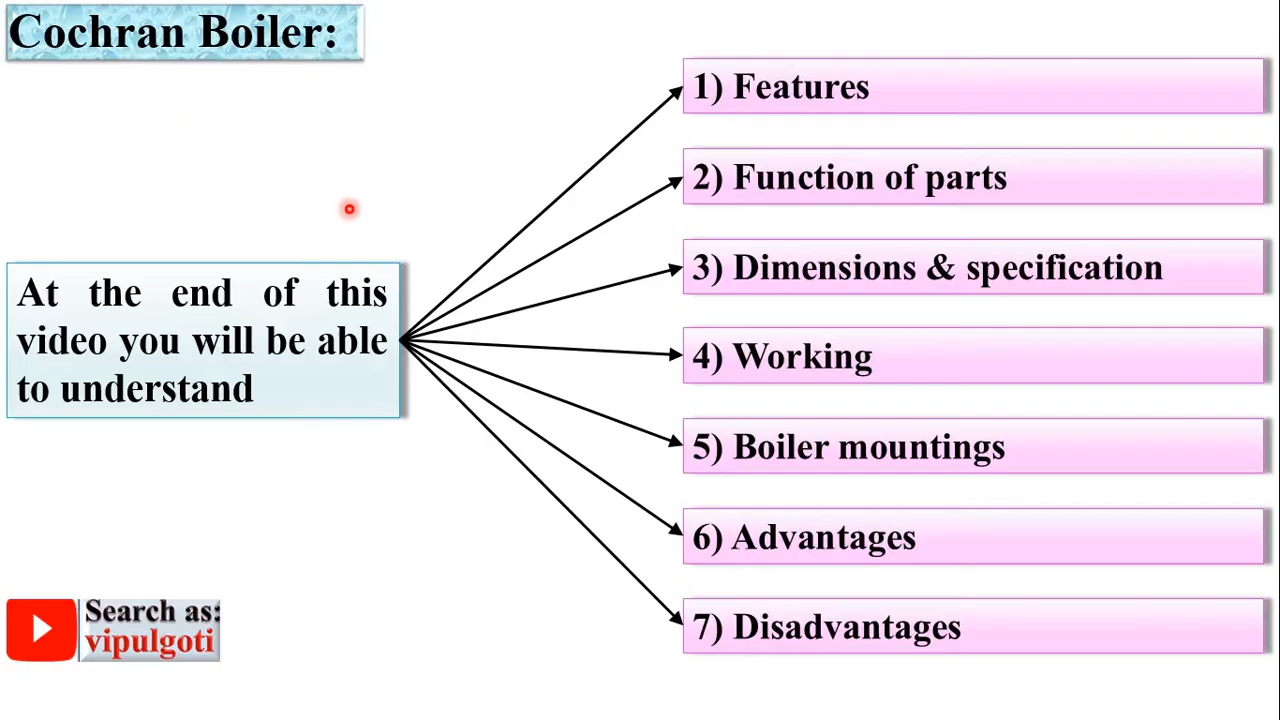 Cochran Boiler:
At the end of this
video you will be able
to understand
1) Features
2) Function of parts
3) Dimensions & specification
4) Working
5) Boiler mountings
6) Advantages
7) Disadvantages
Search as:
vipulgoti